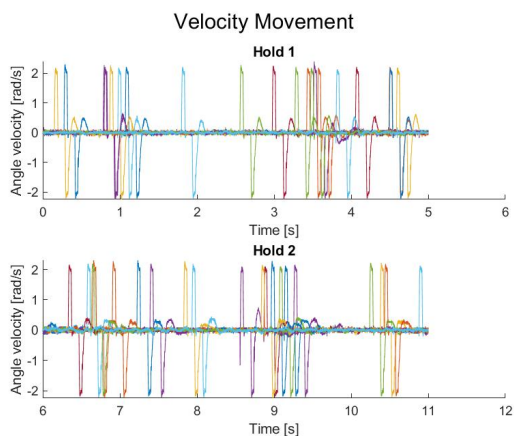 Velocity Movement
Hold 1
Angle velocity [rad/s]
2
1
0
-1
-2
0 1 2 3 4 5 6
Time [s]
Hold 2
Angle velocity [rad/s]
2
1
0
-1
-2
6 7 8 9 10 11 12
Time [s]